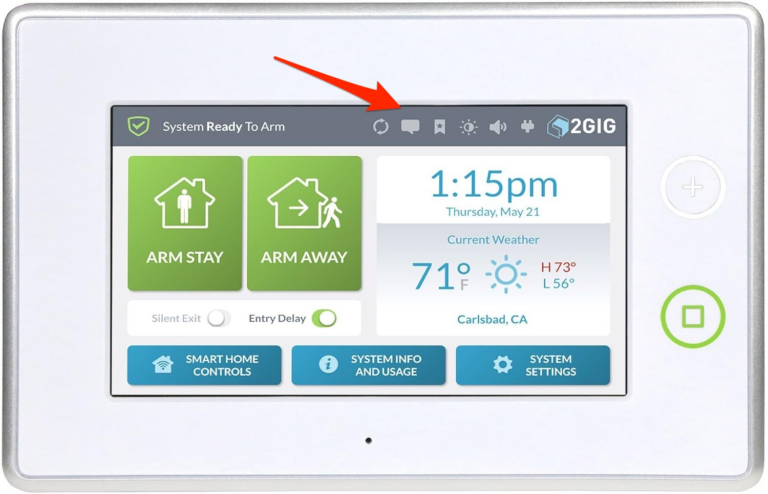 System Ready To Arm
2GIG
ARM STAY
ARM AWAY
1:15pm
Thursday, May 21
Current Weather
71°F
H 73°
L 56°
Carlsbad, CA
Silent Exit
Entry Delay
SMART HOME
CONTROLS
SYSTEM INFO
AND USAGE
SYSTEM
SETTINGS